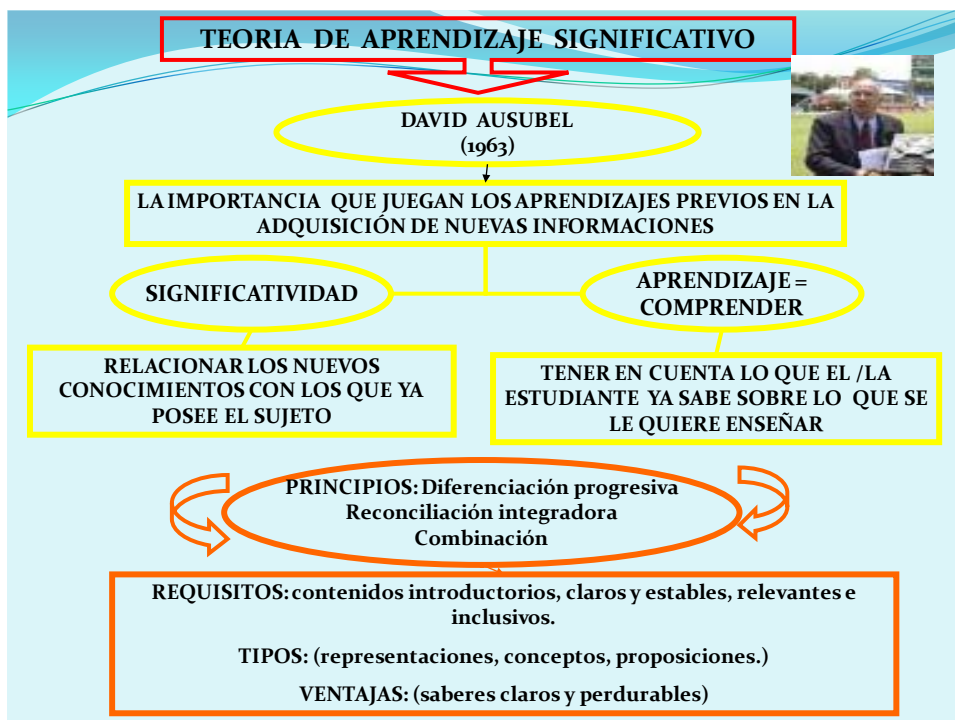 TEORIA DE APRENDIZAJE SIGNIFICATIVO
DAVID AUSUBEL
(1963)
LA IMPORTANCIA QUE JUEGAN LOS APRENDIZAJES PREVIOS EN LA
ADQUISICIÓN DE NUEVAS INFORMACIONES
SIGNIFICATIVIDAD
APRENDIZAJE =
COMPRENDER
RELACIONAR LOS NUEVOS
CONOCIMIENTOS CON LOS QUE YA
POSEE EL SUJETO
TENER EN CUENTA LO QUE EL /LA
ESTUDIANTE YA SABE SOBRE LO QUE SE
LE QUIERE ENSEÑAR
PRINCIPIOS: Diferenciación progresiva
Reconciliación integradora
Combinación
REQUISITOS: contenidos introductorios, claros y estables, relevantes e
inclusivos.
TIPOS: (representaciones, conceptos, proposiciones.)
VENTAJAS: (saberes claros y perdurables)